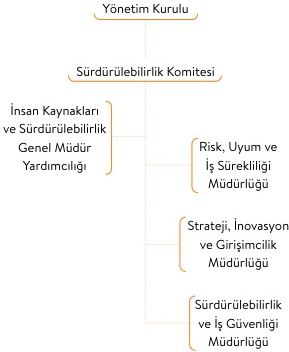 Yönetim Kurulu
Sürdürülebilirlik Komitesi
İnsan Kaynakları
ve Sürdürülebilirlik
Genel Müdür
Yardımcılığı
Risk, Uyum ve
İş Sürekliliği
Müdürlüğü
Strateji, İnovasyon
ve Girişimcilik
Müdürlüğü
Sürdürülebilirlik
ve İş Güvenliği
Müdürlüğü